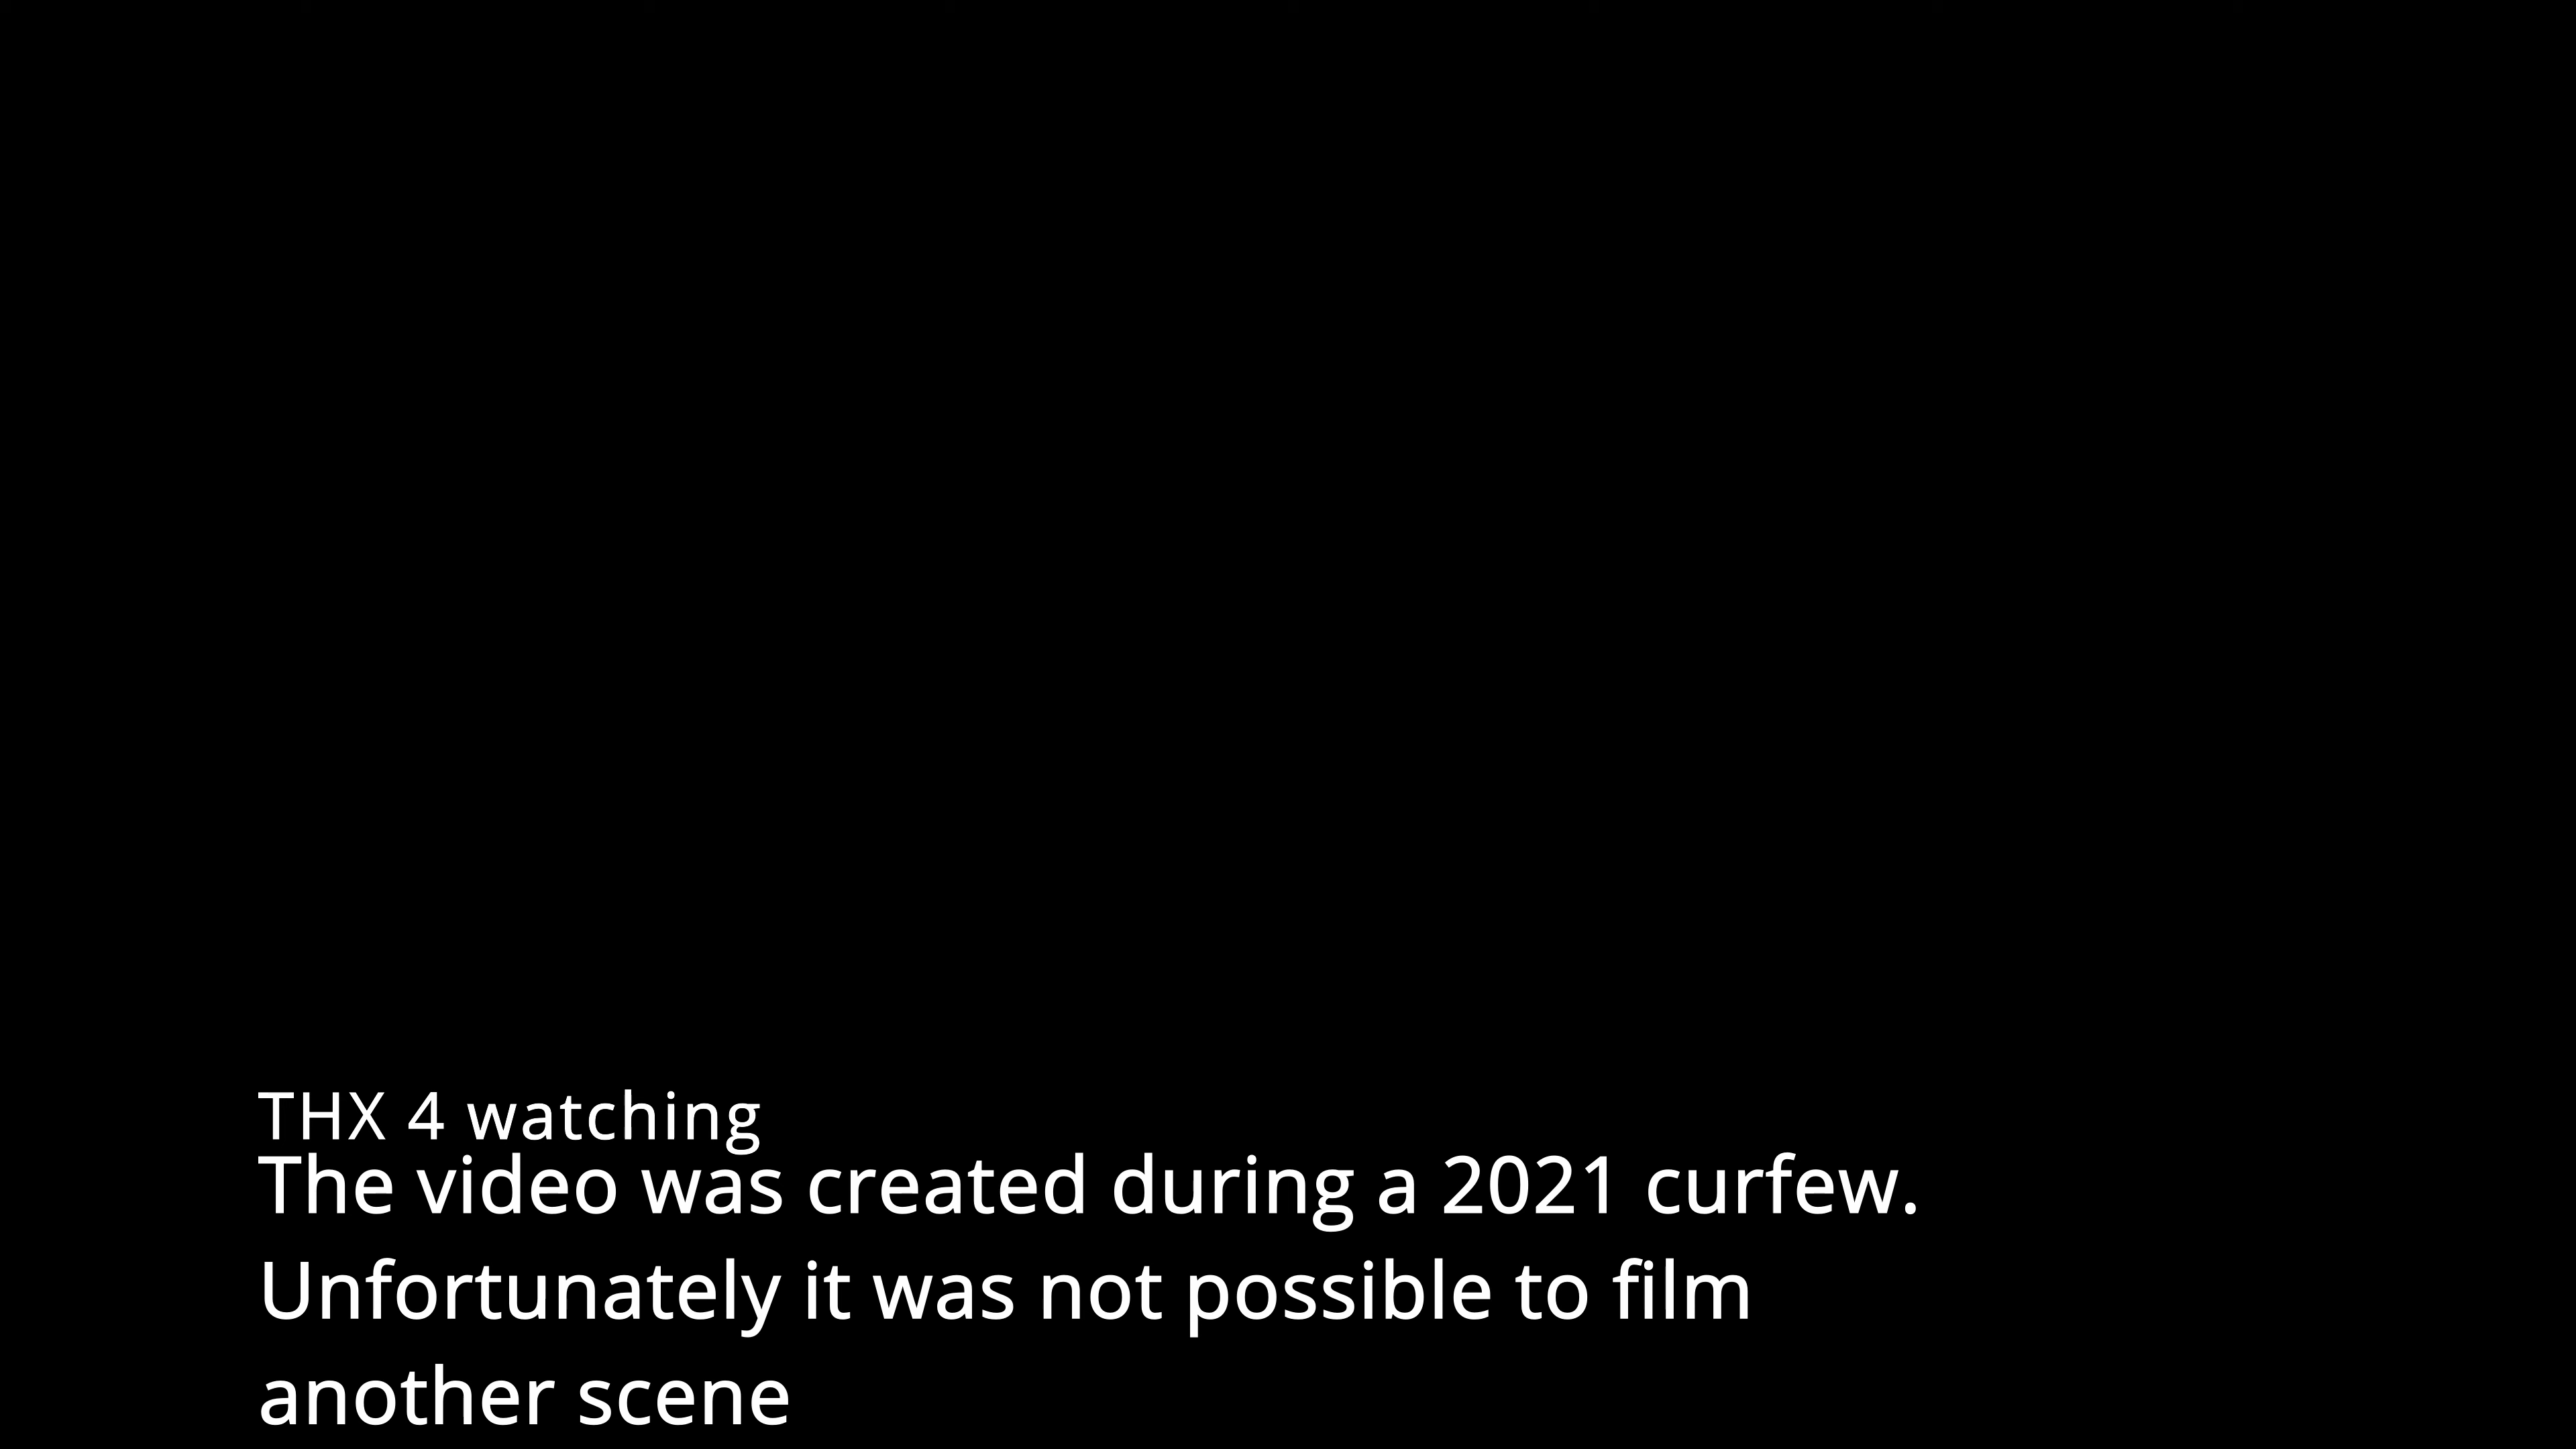 THX 4 watching
The video was created during a 2021 curfew.
Unfortunately it was not possible to film
another scene